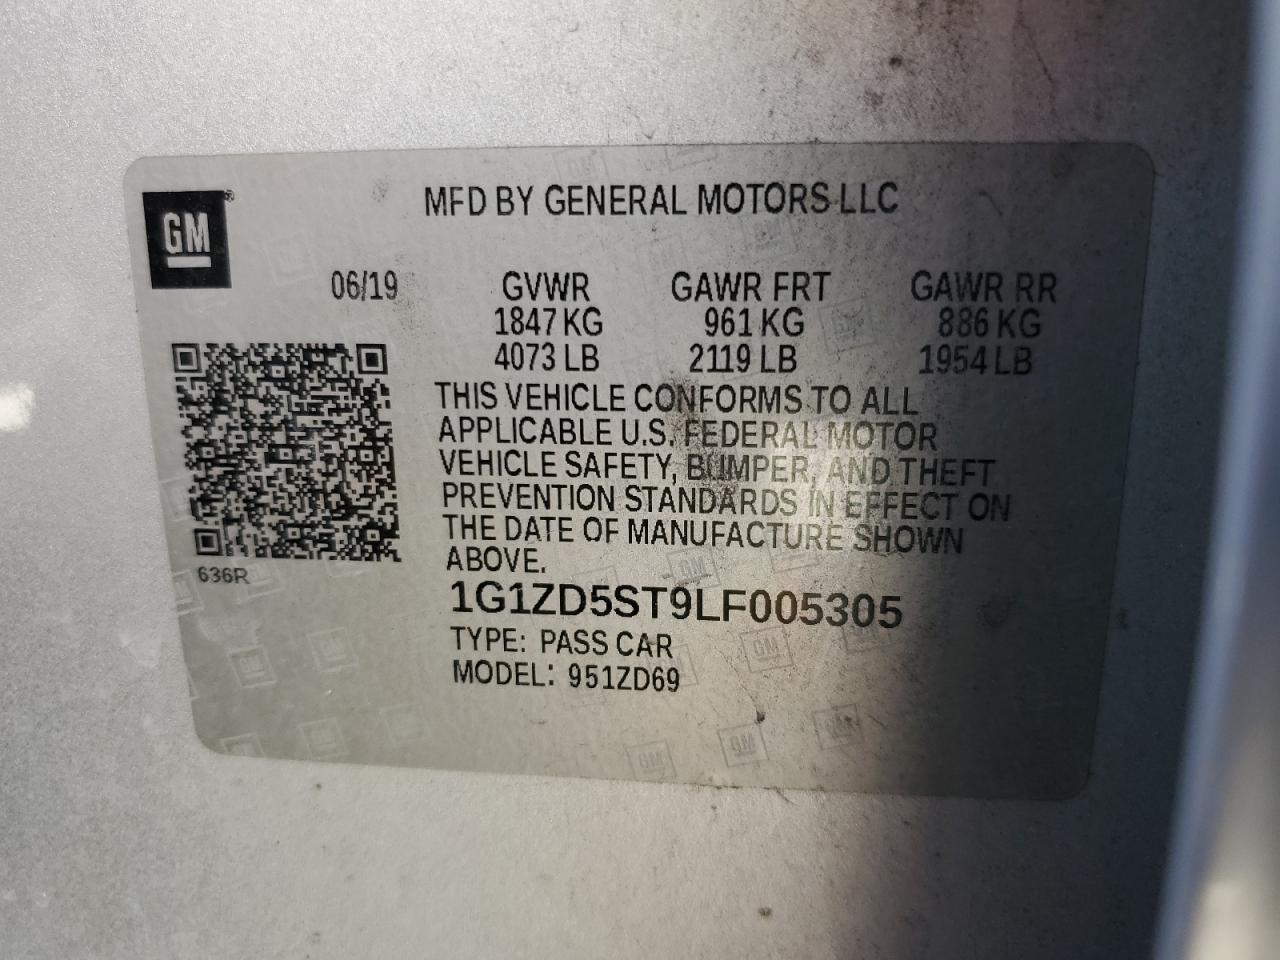 MFD BY GENERAL MOTORS LLC
GM®
06/19 GVWR GAWR FRT GAWR RR
1847 KG 961 KG 886 KG
4073 LB 2119 LB 1954 LB
THIS VEHICLE CONFORMS TO ALL
APPLICABLE U.S. FEDERAL MOTOR
VEHICLE SAFETY, BUMPER, AND THEFT
PREVENTION STANDARDS IN EFFECT ON
THE DATE OF MANUFACTURE SHOWN
ABOVE.
636R
1G1ZD5ST9LF005305
TYPE: PASS CAR
MODEL: 951ZD69